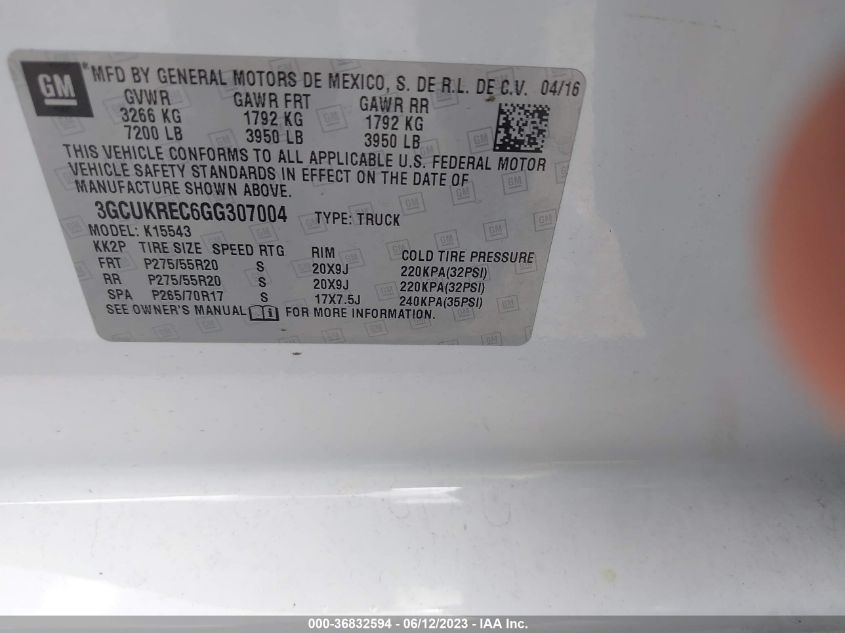 GM
MFD BY GENERAL MOTORS DE MEXICO, S. DE R.L. DE C.V. 04/16
GVWR GAWR FRT GAWR RR
3266 KG 1792 KG 1792 KG
7200 LB 3950 LB 3950 LB
THIS VEHICLE CONFORMS TO ALL APPLICABLE U.S. FEDERAL MOTOR
VEHICLE SAFETY STANDARDS IN EFFECT ON THE DATE OF
MANUFACTURE SHOWN ABOVE.
3GCUKREC6GG307004 TYPE: TRUCK
MODEL: K15543
KK2P TIRE SIZE SPEED RTG RIM COLD TIRE PRESSURE
FRT P275/55R20 S 20X9J 220KPA(32PSI)
RR P275/55R20 S 20X9J 220KPA(32PSI)
SPA P265/70R17 S 17X7.5J 240KPA(35PSI)
SEE OWNER'S MANUAL FOR MORE INFORMATION.
000-36832594 - 06/12/2023 - IAA Inc.